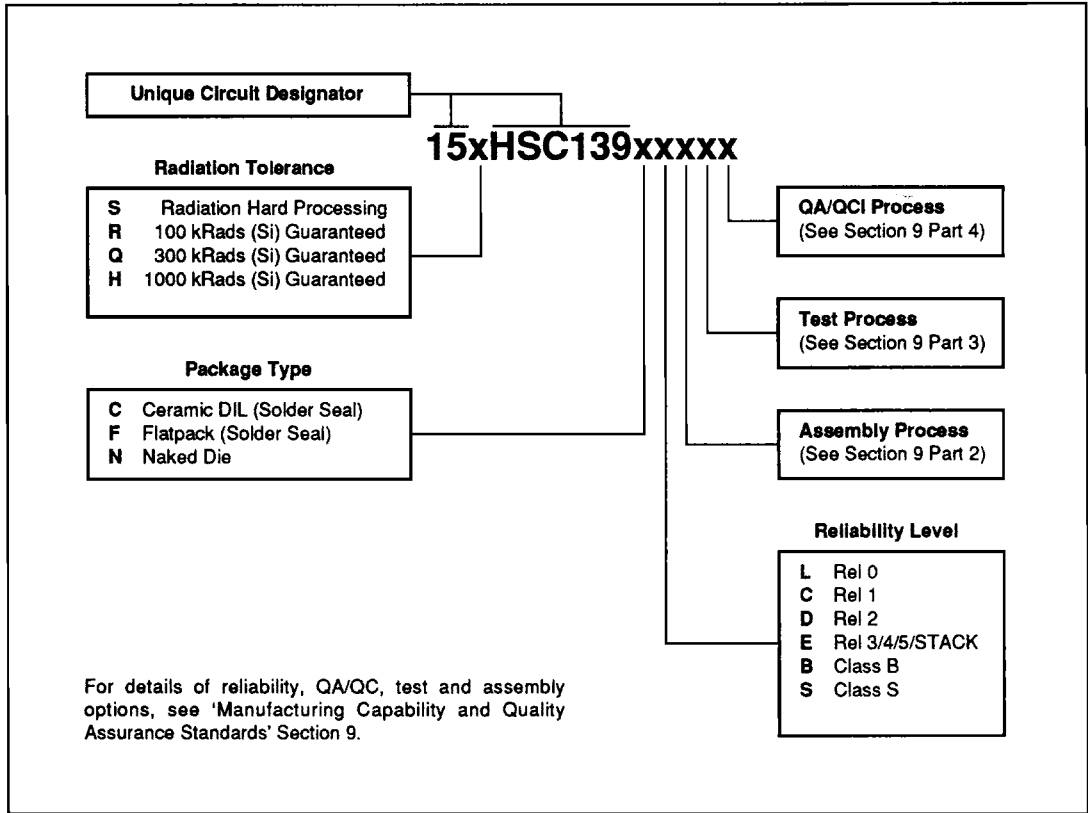 Unique Circuit Designator
15xHSC139xxxxx
Radiation Tolerance
S Radiation Hard Processing
R 100 kRads (Si) Guaranteed
Q 300 kRads (Si) Guaranteed
H 1000 kRads (Si) Guaranteed
Package Type
C Ceramic DIL (Solder Seal)
F Flatpack (Solder Seal)
N Naked Die
QA/QCI Process
(See Section 9 Part 4)
Test Process
(See Section 9 Part 3)
Assembly Process
(See Section 9 Part 2)
Reliability Level
L Rel 0
C Rel 1
D Rel 2
E Rel 3/4/5/STACK
B Class B
S Class S
For details of reliability, QA/QC, test and assembly
options, see 'Manufacturing Capability and Quality
Assurance Standards' Section 9.